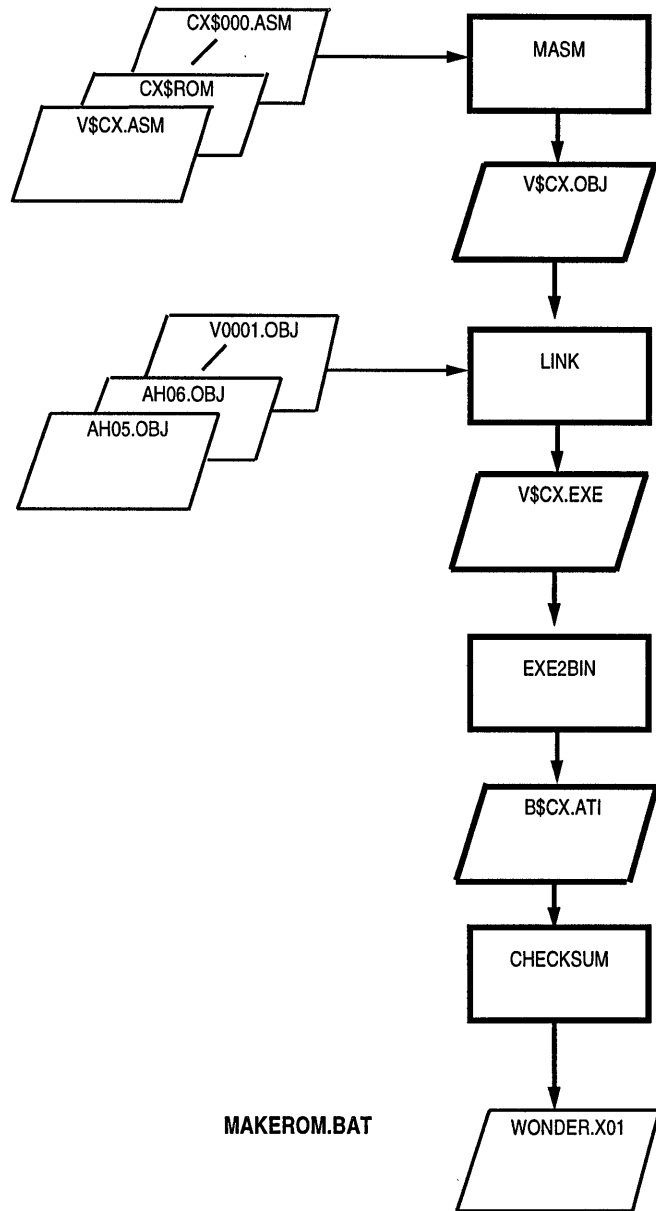 CX$000.ASM
CX$ROM
V$CX.ASM
MASM
V$CX.OBJ
V0001.OBJ
AH06.OBJ
AH05.OBJ
LINK
V$CX.EXE
EXE2BIN
B$CX.ATI
CHECKSUM
MAKEROM.BAT
WONDER.X01